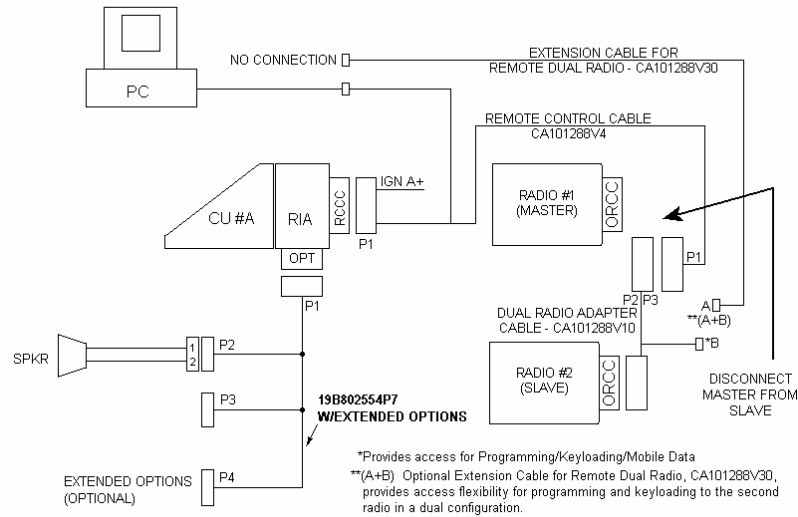 NO CONNECTION
EXTENSION CABLE FOR
REMOTE DUAL RADIO - CA101288V30
PC
REMOTE CONTROL CABLE
CA101288V4
CU #A
RIA
RCCC
IGN A+
P1
OPT
P1
RADIO #1
(MASTER)
ORCC
P1
P2 P3
A
**(A+B)
*B
DUAL RADIO ADAPTER
CABLE - CA101288V10
RADIO #2
(SLAVE)
ORCC
DISCONNECT
MASTER FROM
SLAVE
SPKR
1
2
P2
P3
19B802554P7
W/EXTENDED OPTIONS
EXTENDED OPTIONS
(OPTIONAL)
P4
*Provides access for Programming/Keyloading/Mobile Data
**(A+B) Optional Extension Cable for Remote Dual Radio, CA101288V30,
provides access flexibility for programming and keyloading to the second
radio in a dual configuration.